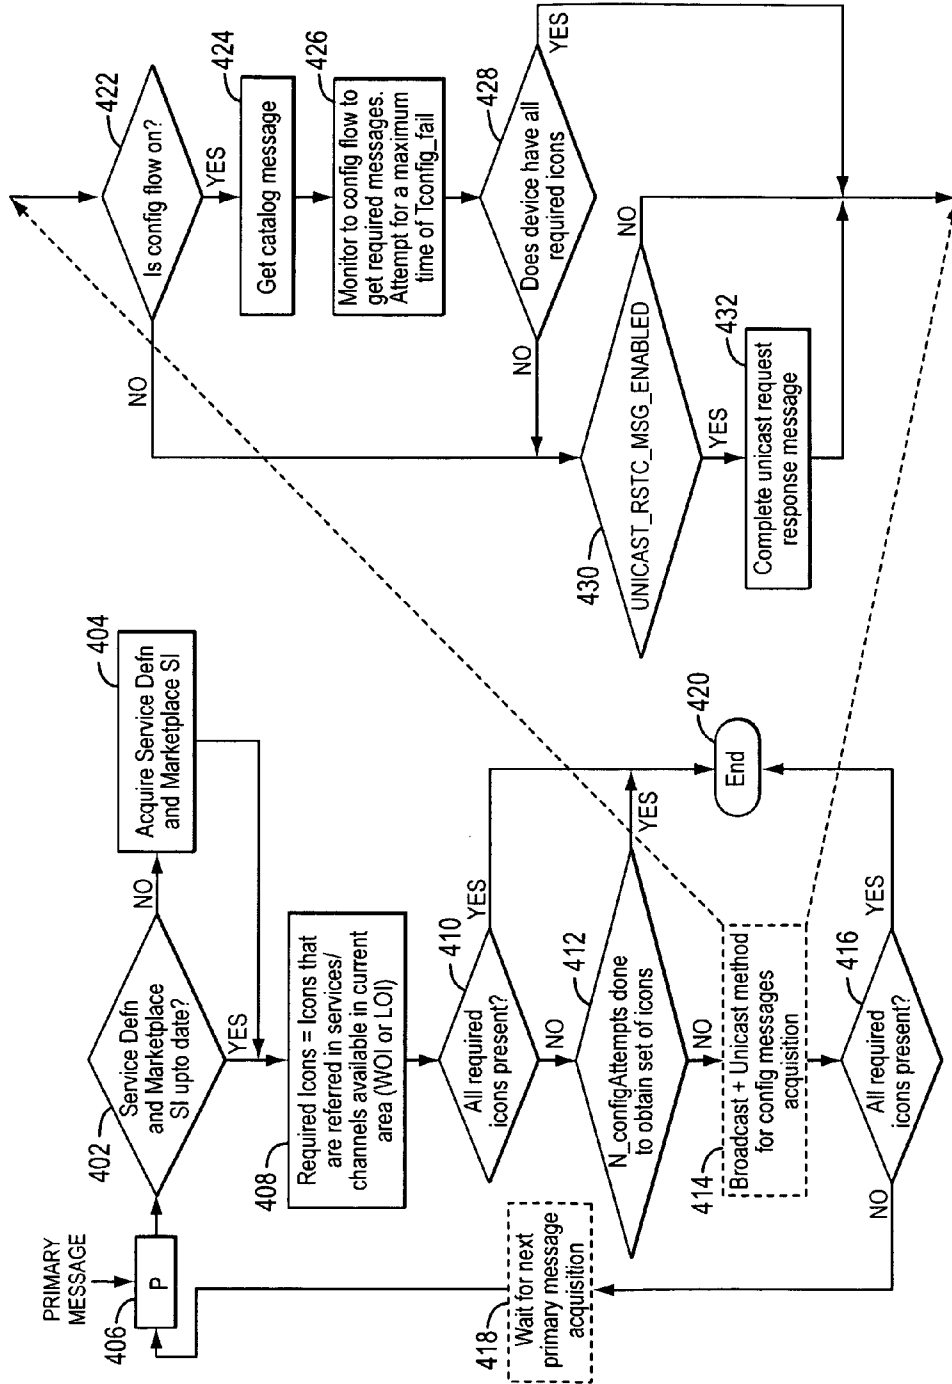 PRIMARY
MESSAGE
406
P
402
Service Defn
and Marketplace
SI upto date?
NO
YES
404
Acquire Service Defn
and Marketplace SI
408
Required Icons = Icons that
are referred in services/
channels available in current
area (WOI or LOI)
410
All required
icons present?
YES
NO
412
N_configAttempts done
to obtain set of icons
YES
NO
414
Broadcast + Unicast method
for config messages
acquisition
416
All required
icons present?
YES
NO
418
Wait for next
primary message
acquisition
420
End
422
Is config flow on?
NO
YES
424
Get catalog message
426
Monitor to config flow to
get required messages.
Attempt for a maximum
time of Tconfig_fail
428
Does device have all
required icons
YES
NO
430
UNICAST_RSTC_MSG_ENABLED
NO
YES
432
Complete unicast request
response message